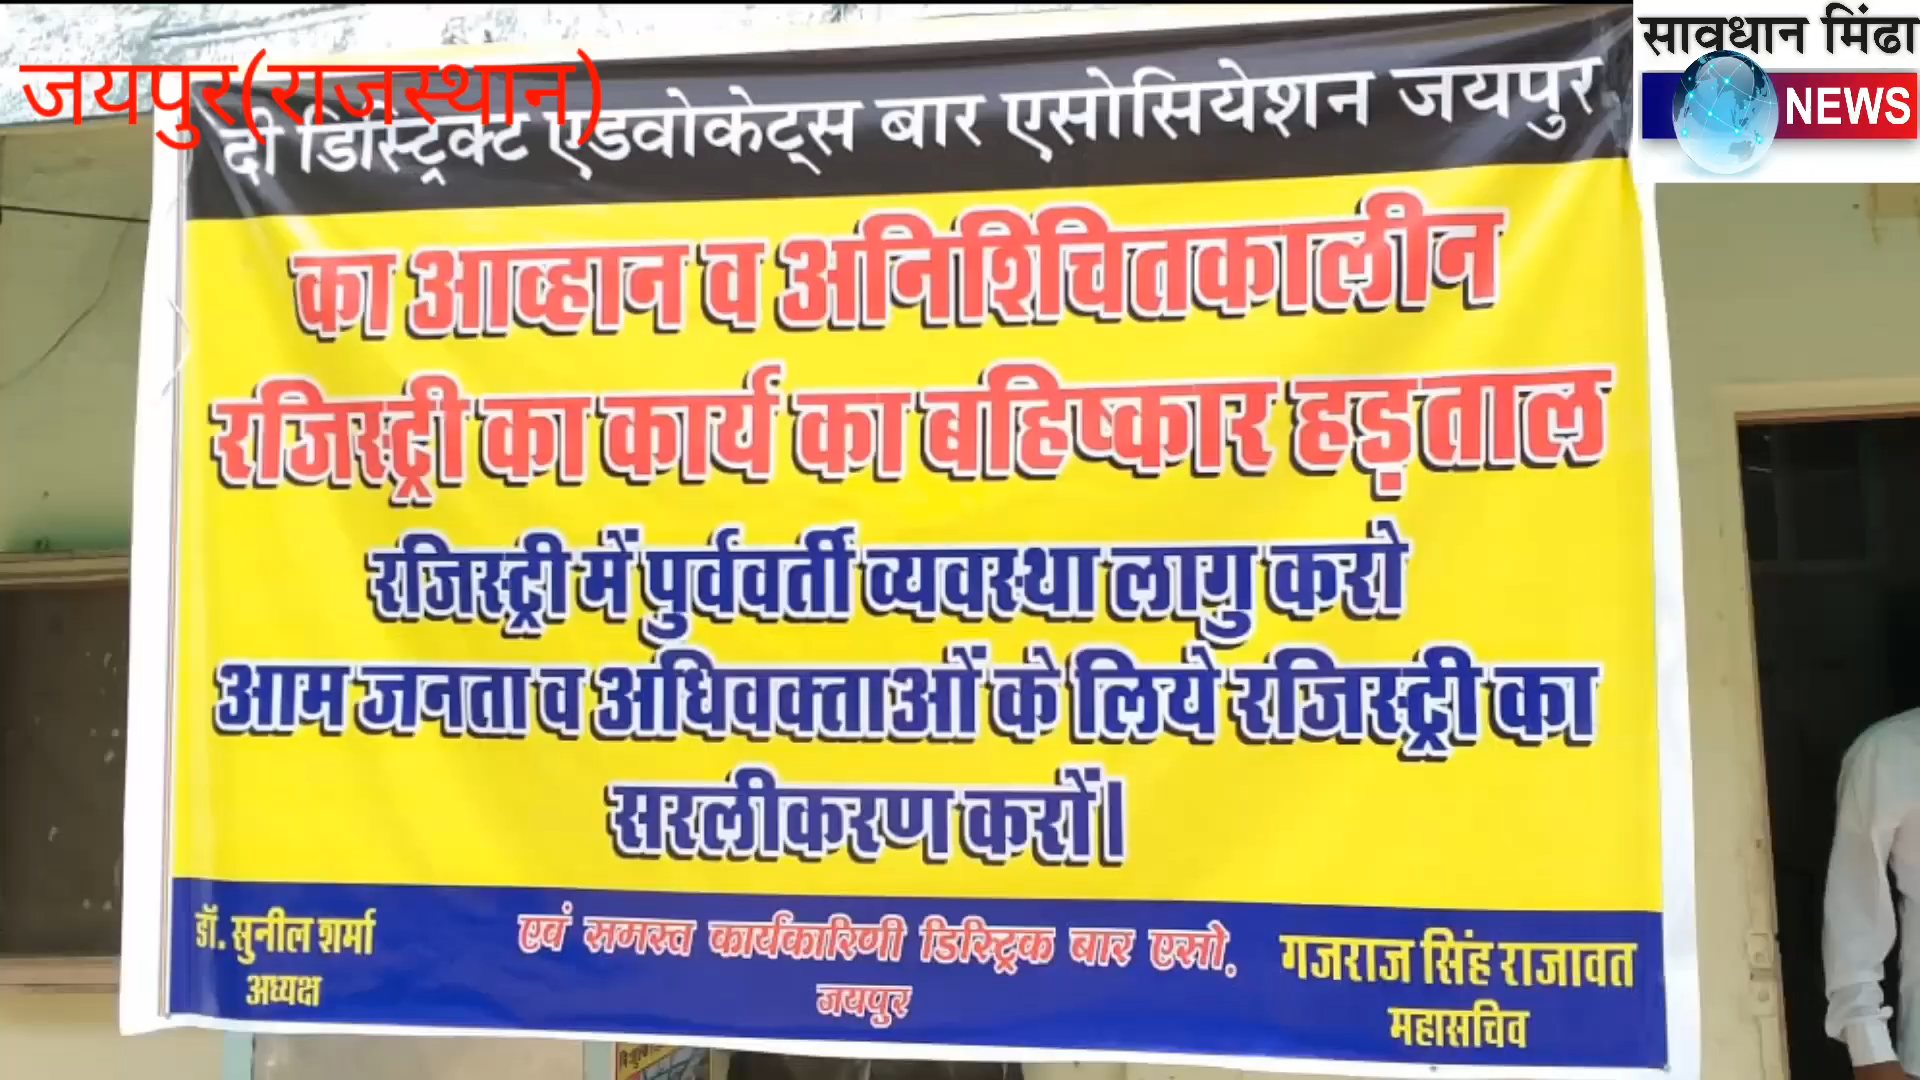 सावधान मिंढा
NEWS
जयपुर(राजस्थान)
दी डिस्ट्रिक्ट एडवोकेट्स बार एसोसियेशन जयपुर
का आव्हान व अनिश्चितकालीन
रजिस्ट्री का कार्य का बहिष्कार हड़ताल
रजिस्ट्री में पुर्ववर्ती व्यवस्था लागु करो
आम जनता व अधिवक्ताओं के लिये रजिस्ट्री का
सरलीकरण करों।
डॉ. सुनील शर्मा
अध्यक्ष
एवं समस्त कार्यकारिणी डिस्ट्रिक बार एसो.
जयपुर
गजराज सिंह राजावत
महासचिव